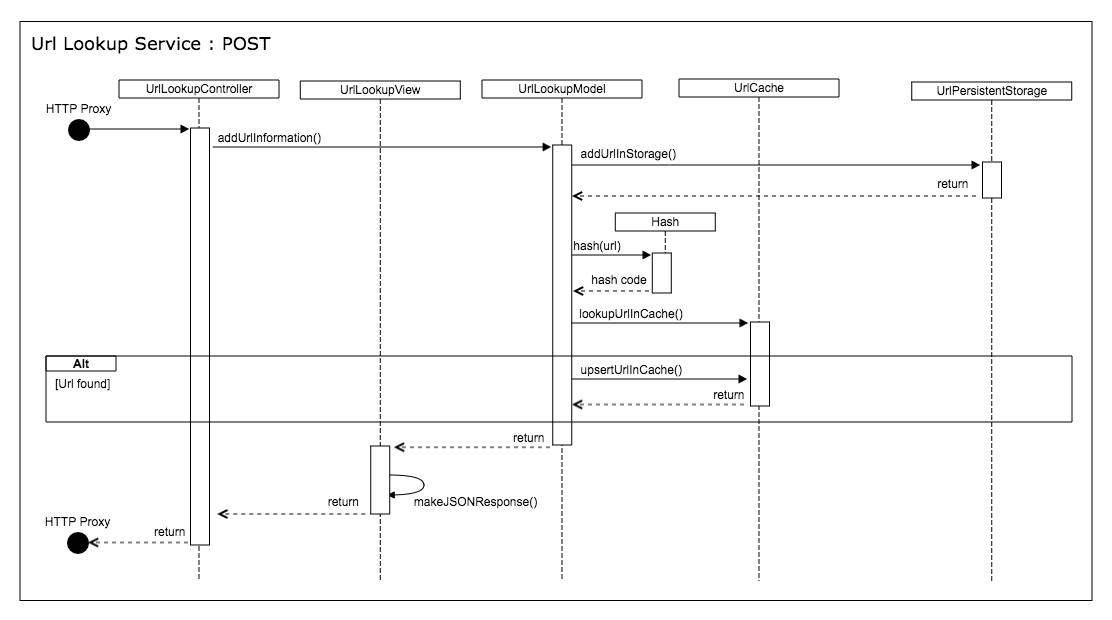 Url Lookup Service : POST
UrlLookupController
UrlLookupView
UrlLookupModel
UrlCache
UrlPersistentStorage
HTTP Proxy
addUrlInformation()
addUrlInStorage()
return
Hash
hash(url)
hash code
lookupUrlInCache()
Alt
[Url found]
upsertUrlInCache()
return
return
makeJSONResponse()
return
HTTP Proxy
return